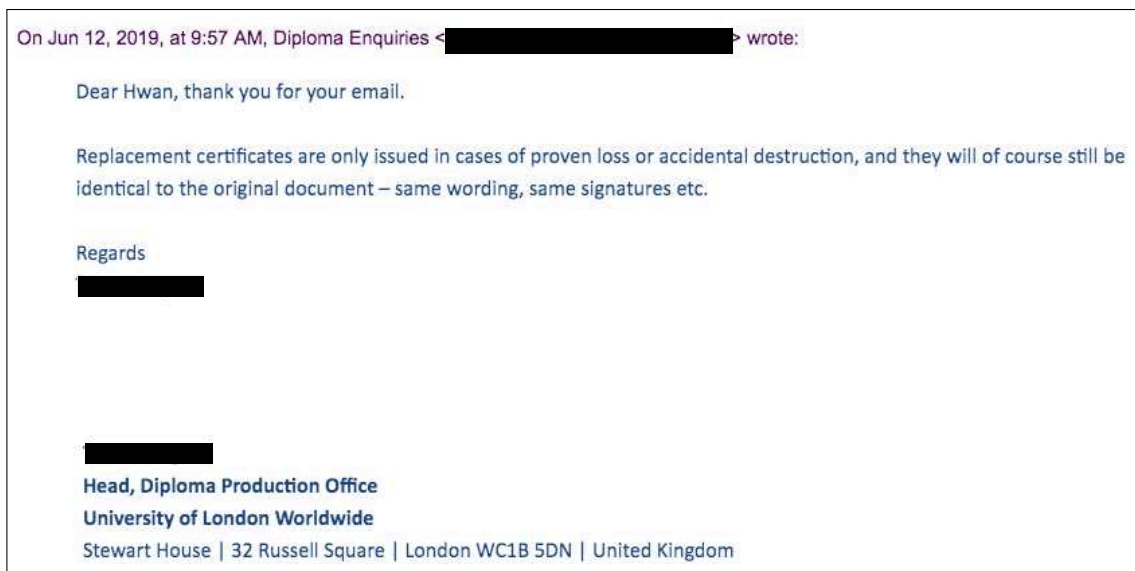 On Jun 12, 2019, at 9:57 AM, Diploma Enquiries < > wrote:
Dear Hwan, thank you for your email.
Replacement certificates are only issued in cases of proven loss or accidental destruction, and they will of course still be
identical to the original document – same wording, same signatures etc.
Regards
Head, Diploma Production Office
University of London Worldwide
Stewart House | 32 Russell Square | London WC1B 5DN | United Kingdom